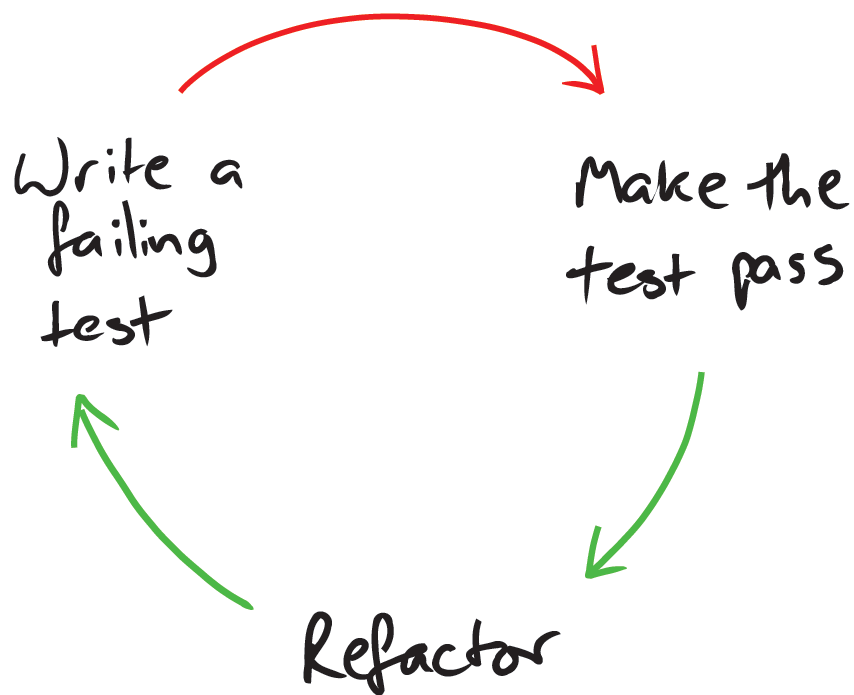 Write a
failing
test
Make the
test pass
Refactor